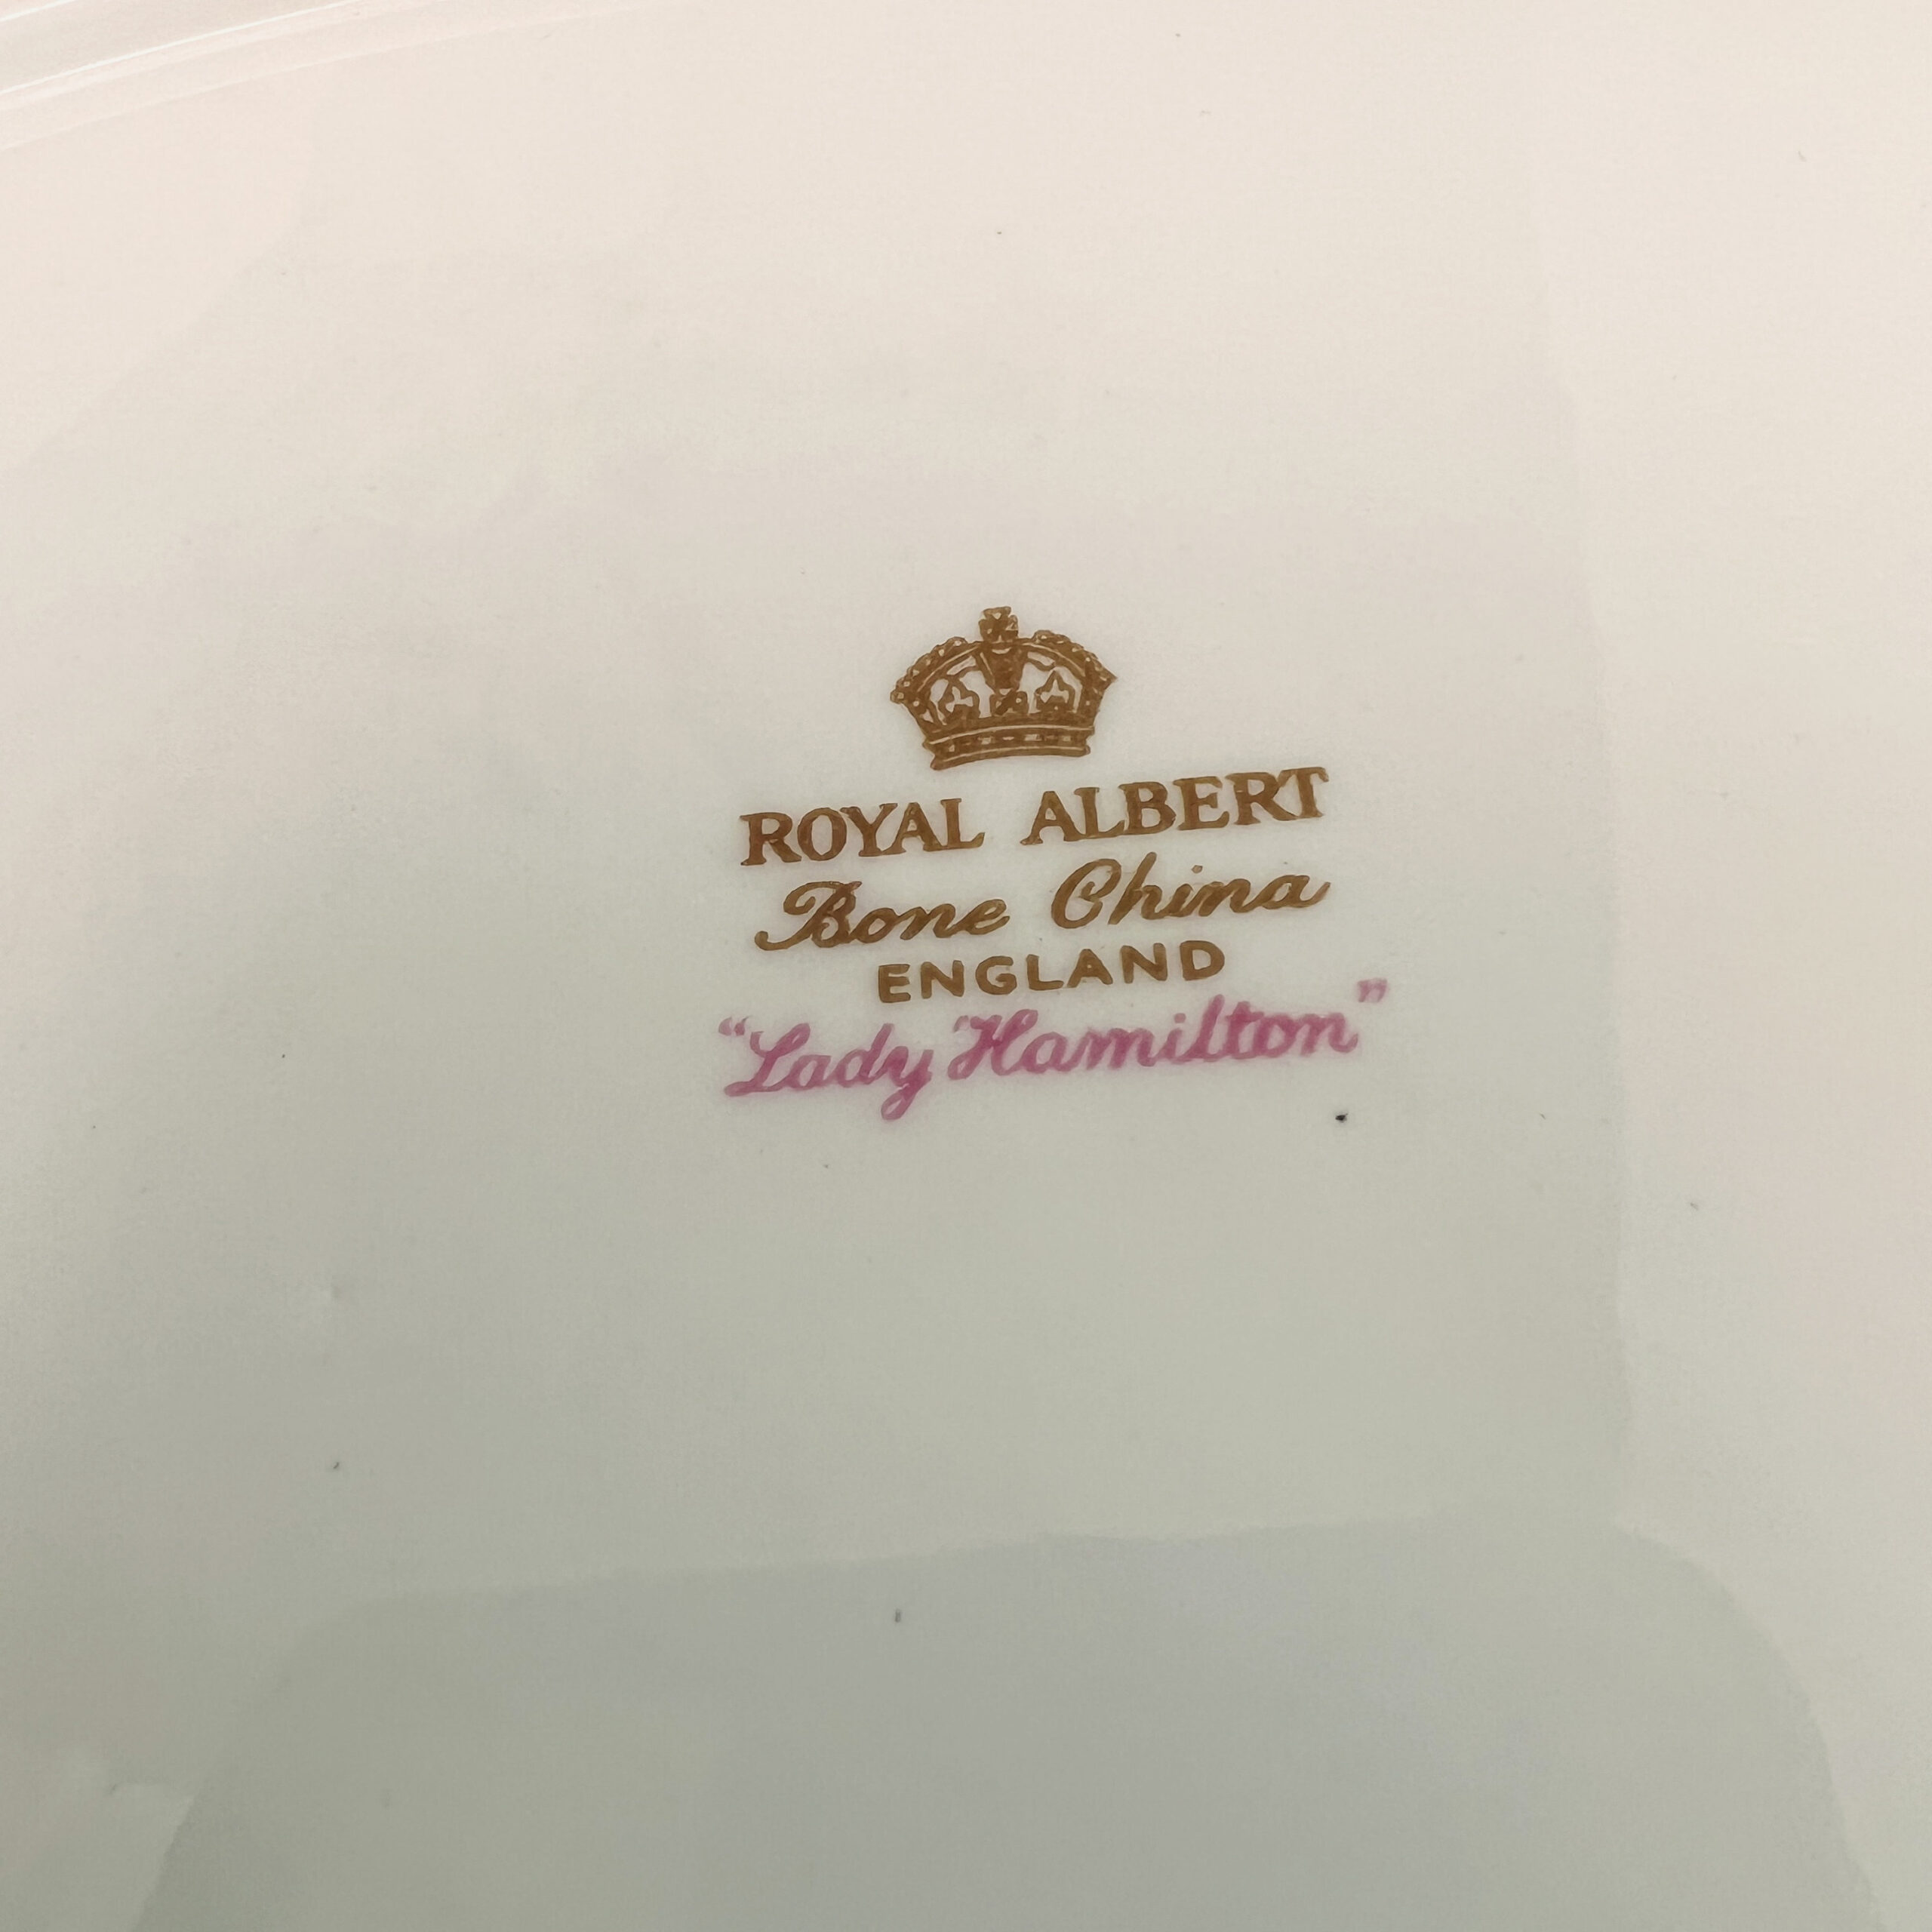 ROYAL ALBERT
Bone China
ENGLAND
“Lady Hamilton”